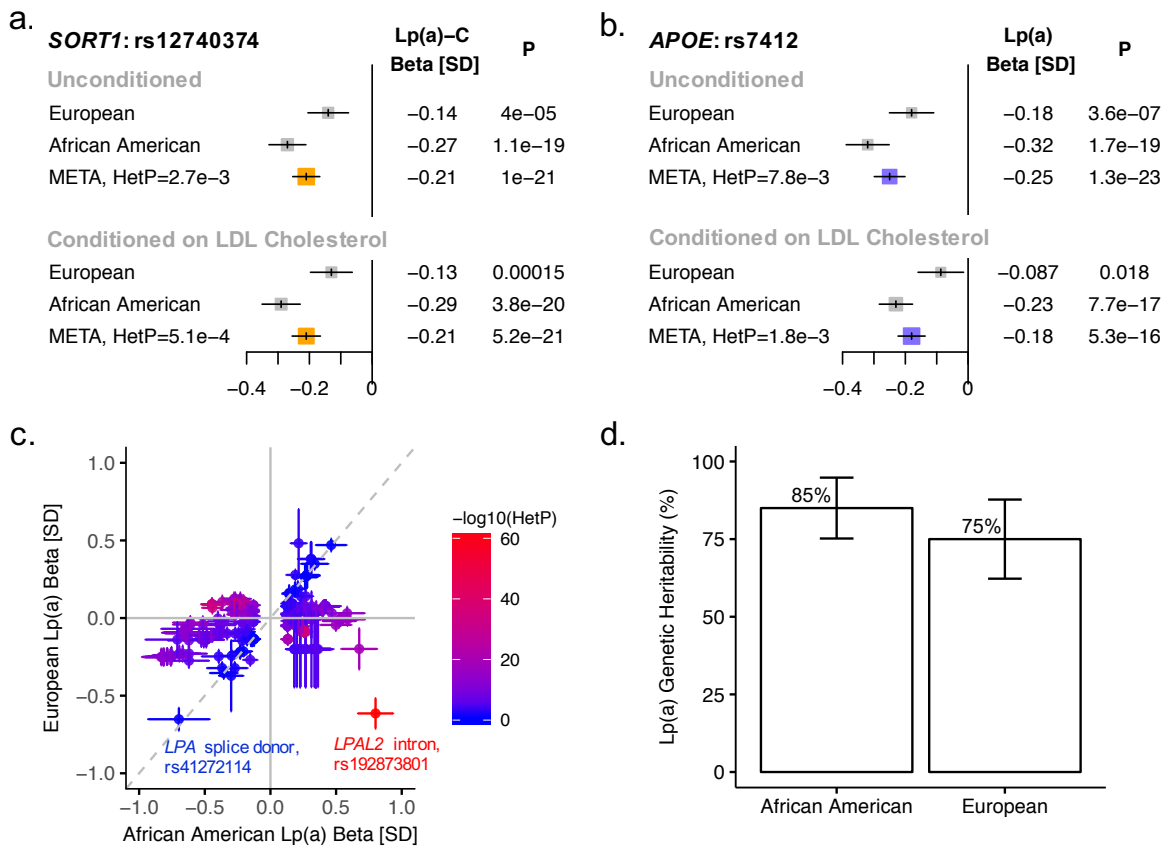 a.
SORT1: rs12740374
Lp(a)−C
Beta [SD]
P
Unconditioned
European −0.14 4e−05
African American −0.27 1.1e−19
META, HetP=2.7e−3 −0.21 1e−21
Conditioned on LDL Cholesterol
European −0.13 0.00015
African American −0.29 3.8e−20
META, HetP=5.1e−4 −0.21 5.2e−21
−0.4 −0.2 0
b.
APOE: rs7412
Lp(a)
Beta [SD]
P
Unconditioned
European −0.18 3.6e−07
African American −0.32 1.7e−19
META, HetP=7.8e−3 −0.25 1.3e−23
Conditioned on LDL Cholesterol
European −0.087 0.018
African American −0.23 7.7e−17
META, HetP=1.8e−3 −0.18 5.3e−16
−0.4 −0.2 0
c.
European Lp(a) Beta [SD]
1.0
0.5
0.0
−0.5
−1.0
LPA splice donor,
rs41272114
LPAL2 intron,
rs192873801
−1.0 −0.5 0.0 0.5 1.0
African American Lp(a) Beta [SD]
−log10(HetP)
60
40
20
0
d.
Lp(a) Genetic Heritability (%)
100
75
50
25
0
85%
75%
African American European